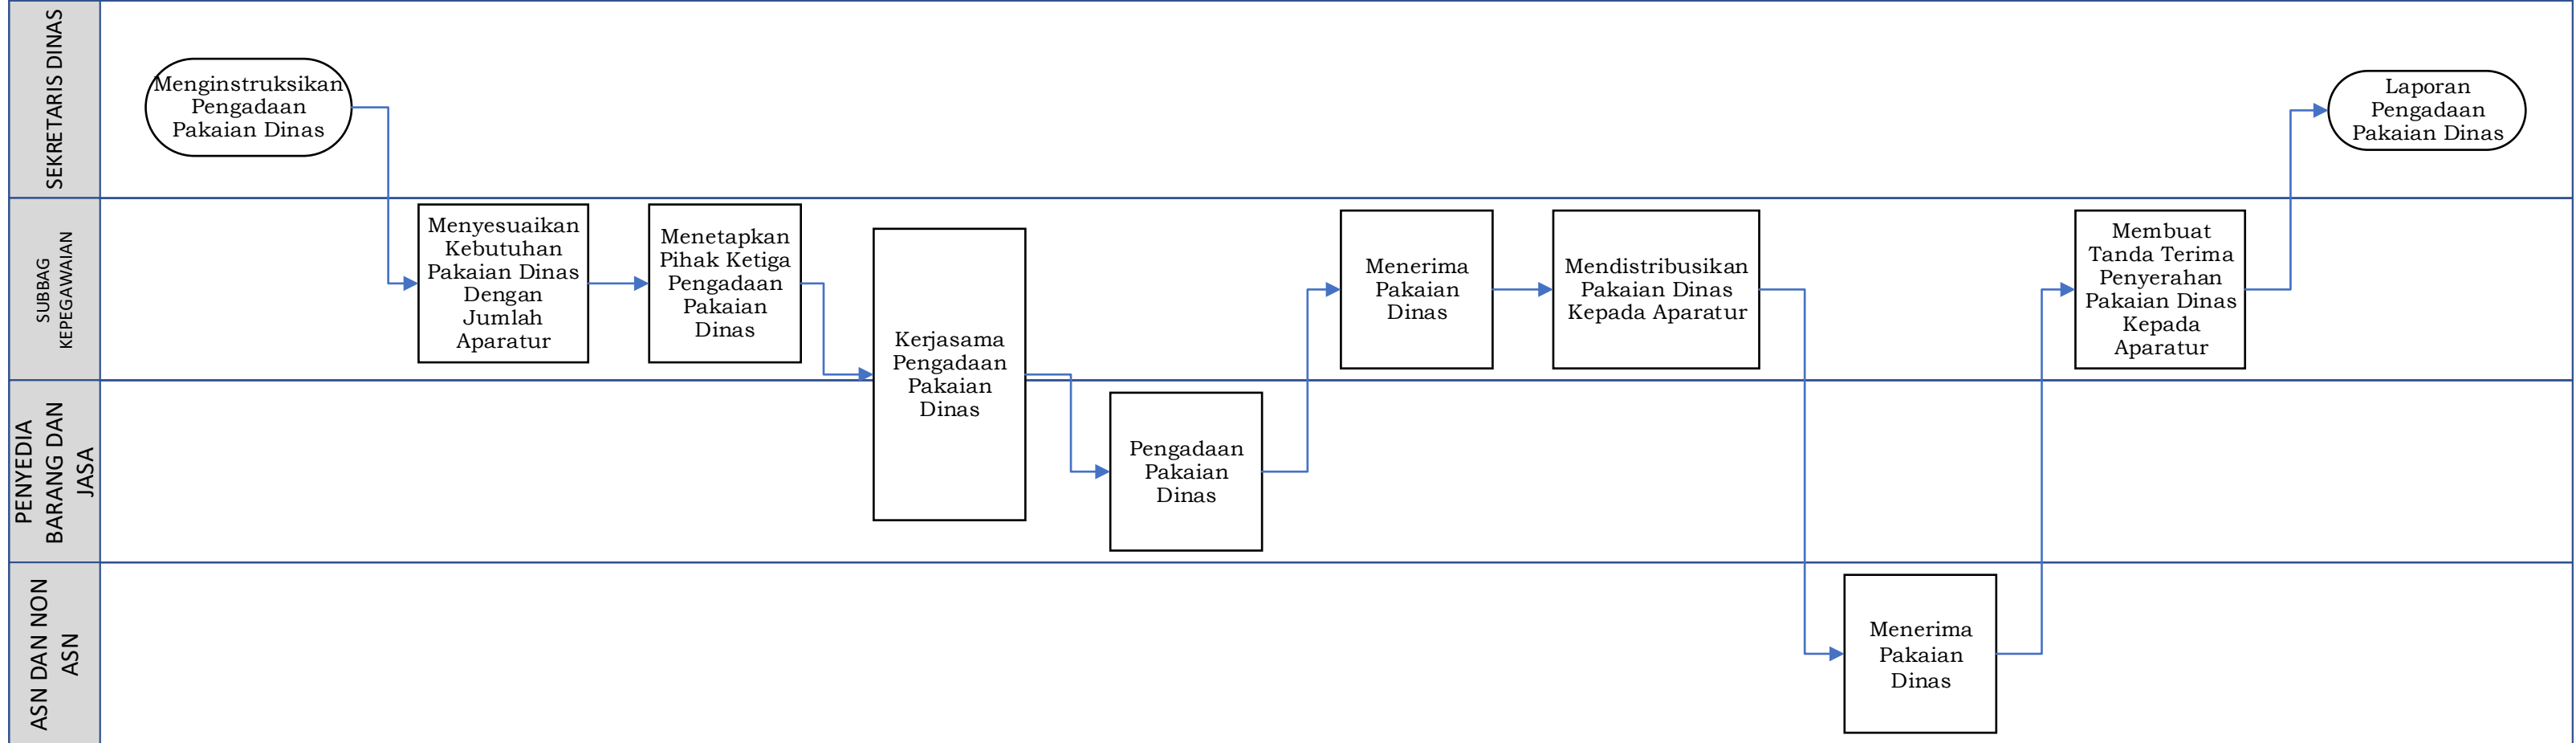 SEKRETARIS DINAS
Menginstruksikan
Pengadaan
Pakaian Dinas
Laporan
Pengadaan
Pakaian Dinas
SUBBAG
KEPEGAWAIAN
Menyesuaikan
Kebutuhan
Pakaian Dinas
Dengan
Jumlah
Aparatur
Menetapkan
Pihak Ketiga
Pengadaan
Pakaian
Dinas
Kerjasama
Pengadaan
Pakaian
Dinas
Menerima
Pakaian
Dinas
Mendistribusikan
Pakaian Dinas
Kepada Aparatur
Membuat
Tanda Terima
Penyerahan
Pakaian Dinas
Kepada
Aparatur
PENYEDIA
BARANG DAN
JASA
Pengadaan
Pakaian
Dinas
ASN DAN NON
ASN
Menerima
Pakaian
Dinas